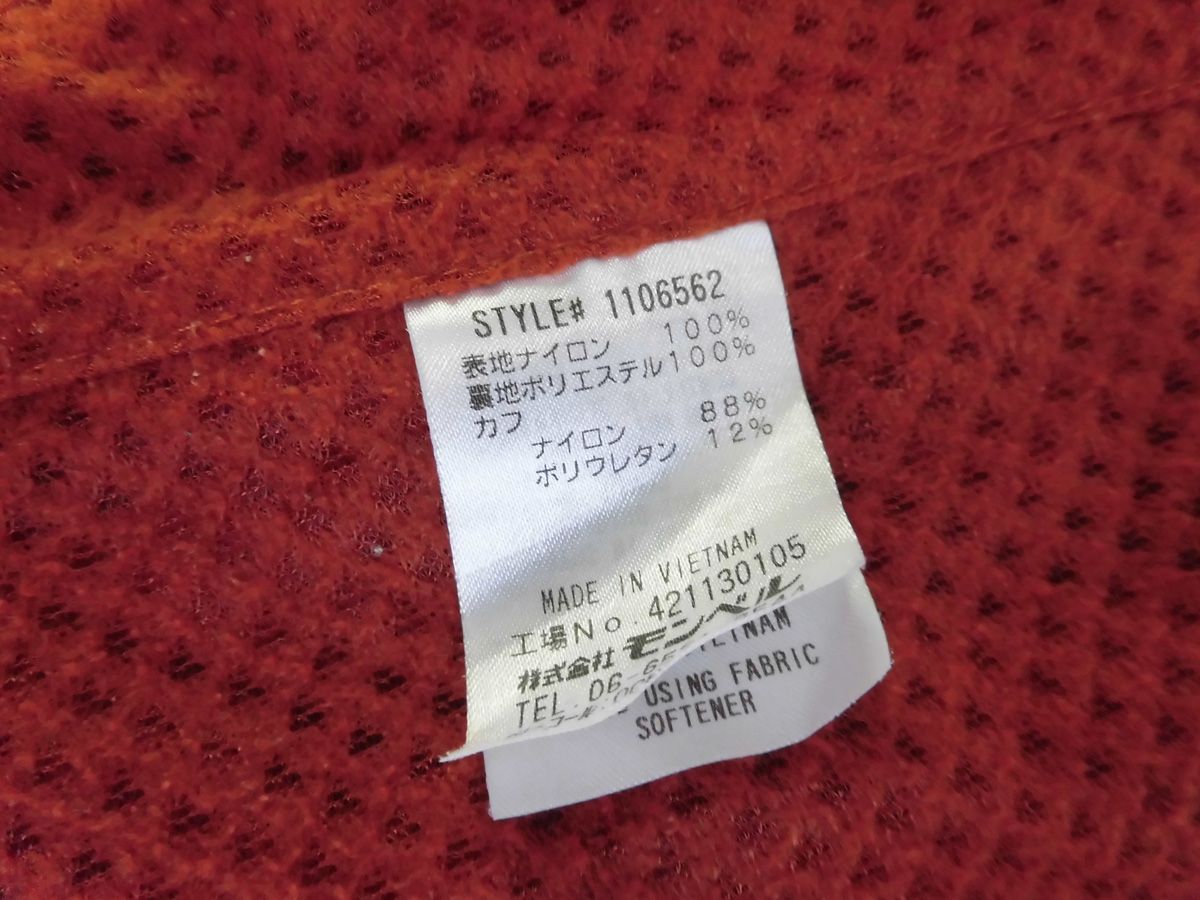 STYLE# 1106562
表地ナイロン 100%
裏地ポリエステル100%
カフ
ナイロン 88%
ポリウレタン 12%
MADE IN VIETNAM
工場No.421130105
株式会社 モンベル
TEL. 06-6
VIETNAM
USING FABRIC
SOFTENER